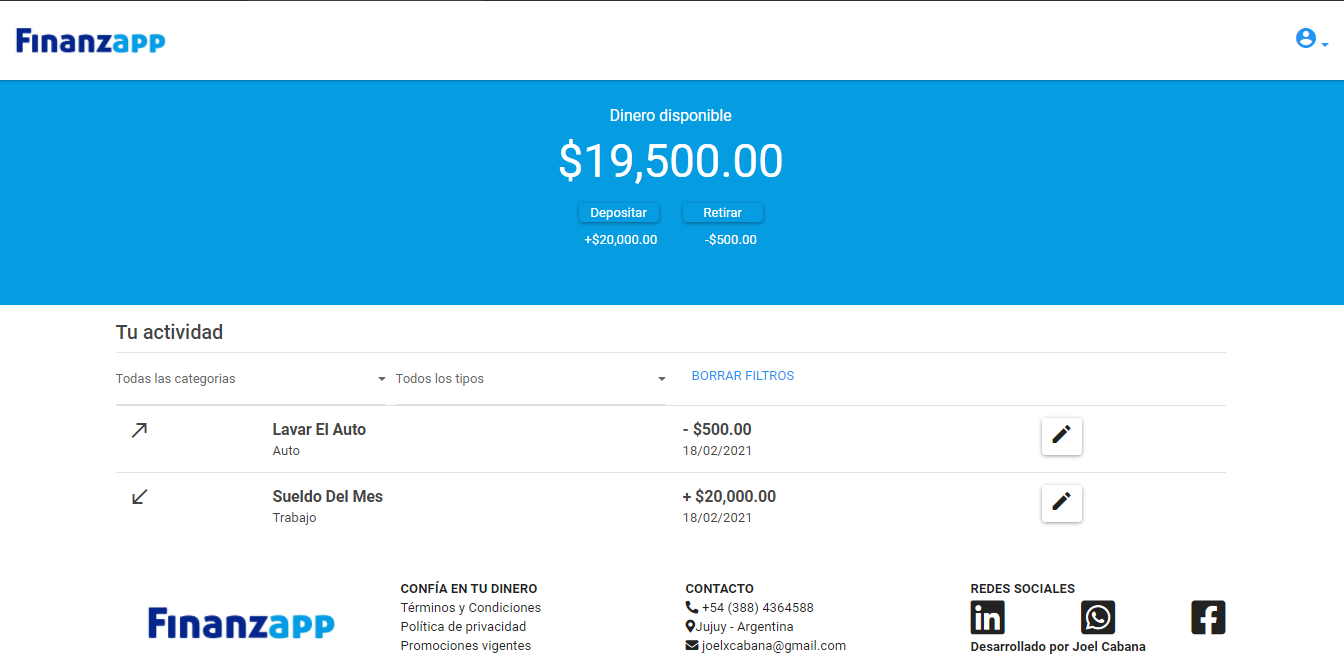 Finanzapp
Dinero disponible
$19,500.00
Depositar Retirar
+$20,000.00 -$500.00
Tu actividad
Todas las categorias Todos los tipos BORRAR FILTROS
Lavar El Auto - $500.00
Auto 18/02/2021
Sueldo Del Mes + $20,000.00
Trabajo 18/02/2021
Finanzapp
CONFÍA EN TU DINERO
Términos y Condiciones
Política de privacidad
Promociones vigentes
CONTACTO
+54 (388) 4364588
Jujuy - Argentina
joelxcabana@gmail.com
REDES SOCIALES
Desarrollado por Joel Cabana